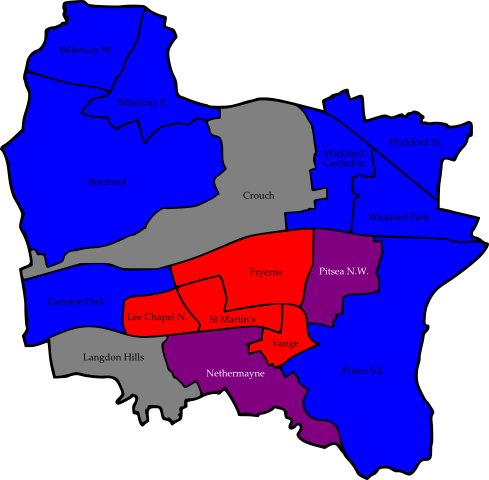 Billericay W.
Billericay E.
Wickford N.
Wickford
Castledon
Burstead
Crouch
Wickford Park
Fryerns
Pitsea N.W.
Laindon Park
Lee Chapel N.
St Martin's
Vange
Langdon Hills
Nethermayne
Pitsea S.E.